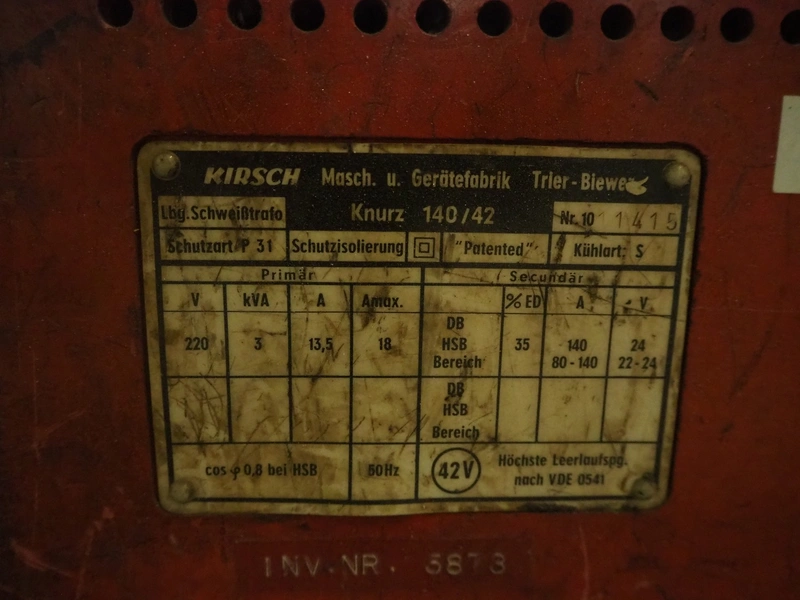 KIRSCH Masch. u. Gerätefabrik Trier-Biewer
Lbg. Schweißtrafo Knurz 140/42 Nr. 1011415
Schutzart P 31 Schutzisolierung "Patented" Kühlart: S
Primär Secundär
V kVA A Amax. % ED A V
DB
220 3 13,5 18 HSB 35 140 24
Bereich 80-140 22-24
DB
HSB
Bereich
cos φ 0,8 bei HSB 50Hz 42V Höchste Leerlaufspg.
nach VDE 0541
INV.-NR. 5873